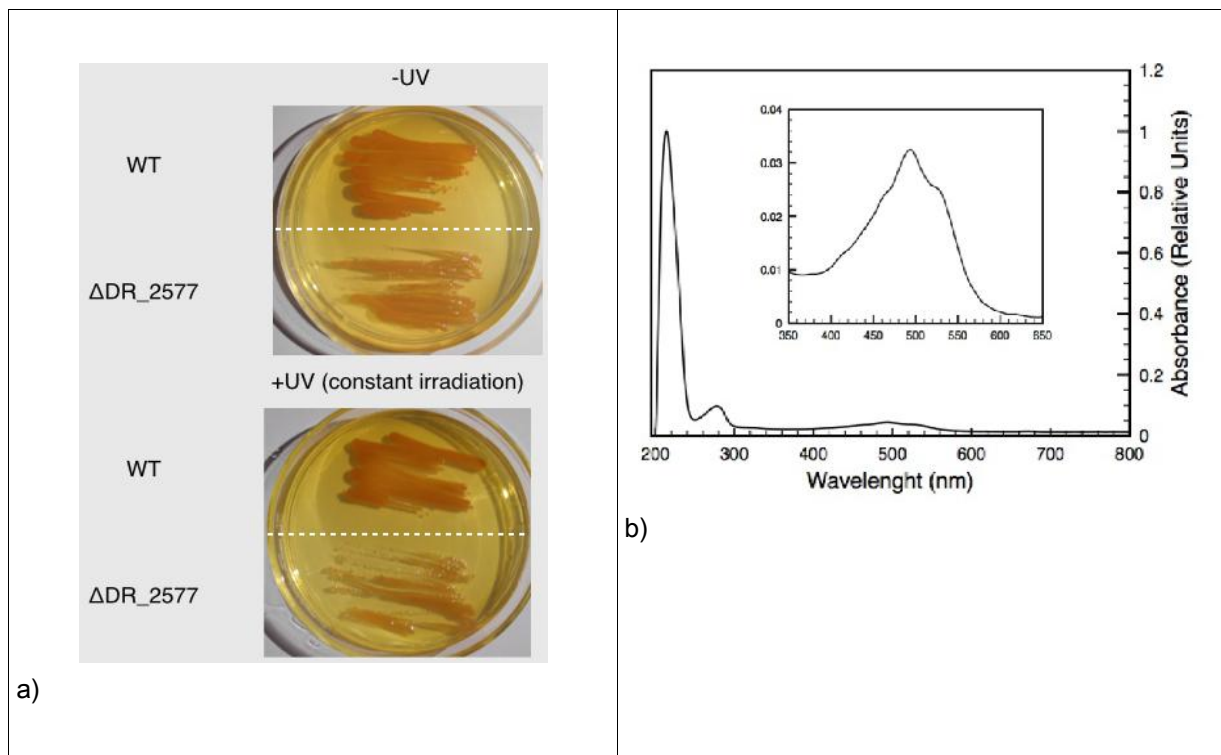 -UV
WT
ΔDR_2577
+UV (constant irradiation)
WT
ΔDR_2577
a)
1.2
1
0.8
0.6
0.4
0.2
0
Absorbance (Relative Units)
0.04
0.03
0.02
0.01
0
350 400 450 500 550 600 650
200 300 400 500 600 700 800
Wavelenght (nm)
b)